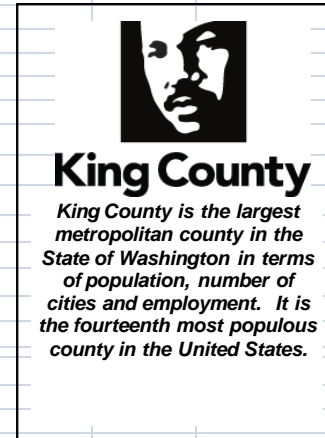 King County
King County is the largest
metropolitan county in the
State of Washington in terms
of population, number of
cities and employment.  It is
the fourteenth most populous
county in the United States.